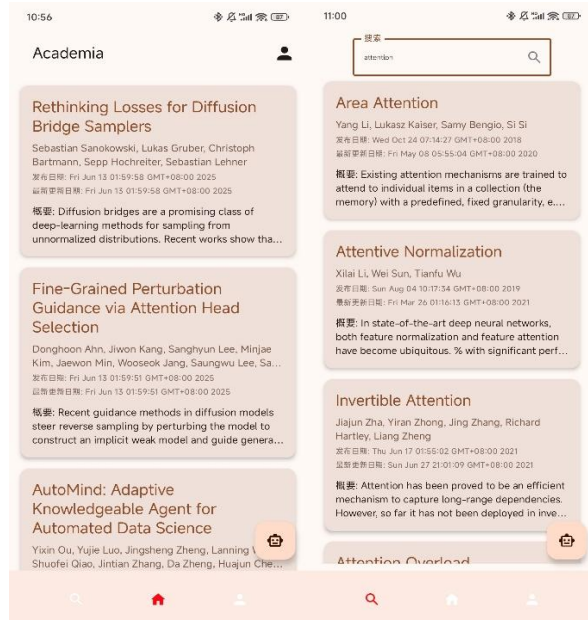 10:56
Academia
Rethinking Losses for Diffusion
Bridge Samplers
Sebastian Sanokowski, Lukas Gruber, Christoph
Bartmann, Sepp Hochreiter, Sebastian Lehner
发布日期: Fri Jun 13 01:59:58 GMT+08:00 2025
最新更新日期: Fri Jun 13 01:59:58 GMT+08:00 2025
概要: Diffusion bridges are a promising class of
deep-learning methods for sampling from
unnormalized distributions. Recent works show tha...
Fine-Grained Perturbation
Guidance via Attention Head
Selection
Donghoon Ahn, Jiwon Kang, Sanghyun Lee, Minjae
Kim, Jaewon Min, Wooseok Jang, Saungwu Lee, Sa...
发布日期: Fri Jun 13 01:59:51 GMT+08:00 2025
最新更新日期: Fri Jun 13 01:59:51 GMT+08:00 2025
概要: Recent guidance methods in diffusion models
steer reverse sampling by perturbing the model to
construct an implicit weak model and guide genera...
AutoMind: Adaptive
Knowledgeable Agent for
Automated Data Science
Yixin Ou, Yujie Luo, Jingsheng Zheng, Lanning
Shuofei Qiao, Jintian Zhang, Da Zheng, Huajun Che...
11:00
搜索
attention
Area Attention
Yang Li, Lukasz Kaiser, Samy Bengio, Si Si
发布日期: Wed Oct 24 07:14:27 GMT+08:00 2018
最新更新日期: Fri May 08 05:55:04 GMT+08:00 2020
概要: Existing attention mechanisms are trained to
attend to individual items in a collection (the
memory) with a predefined, fixed granularity, e....
Attentive Normalization
Xilai Li, Wei Sun, Tianfu Wu
发布日期: Sun Aug 04 10:17:34 GMT+08:00 2019
最新更新日期: Fri Mar 26 01:16:13 GMT+08:00 2021
概要: In state-of-the-art deep neural networks,
both feature normalization and feature attention
have become ubiquitous. % with significant perf...
Invertible Attention
Jiajun Zha, Yiran Zhong, Jing Zhang, Richard
Hartley, Liang Zheng
发布日期: Thu Jun 17 01:55:02 GMT+08:00 2021
最新更新日期: Sun Jun 27 21:01:09 GMT+08:00 2021
概要: Attention has been proved to be an efficient
mechanism to capture long-range dependencies.
However, so far it has not been deployed in inve...
Attention Overload